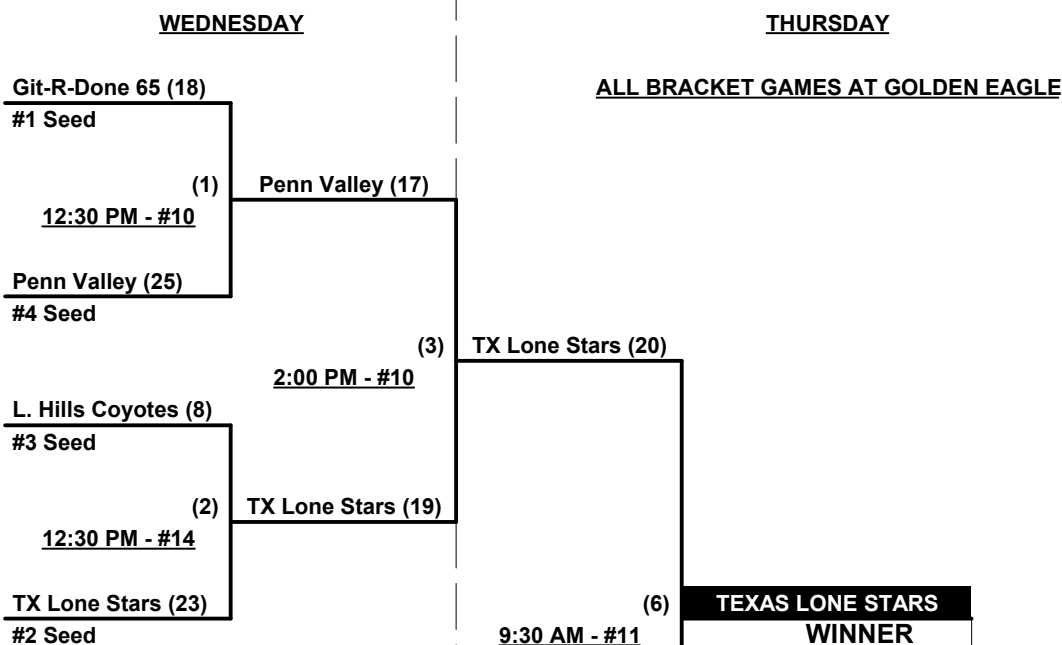 WEDNESDAY THURSDAY
Git-R-Done 65 (18) ALL BRACKET GAMES AT GOLDEN EAGLE
#1 Seed
(1) Penn Valley (17)
12:30 PM - #10
Penn Valley (25)
#4 Seed
(3) TX Lone Stars (20)
2:00 PM - #10
L. Hills Coyotes (8)
#3 Seed
(2) TX Lone Stars (19)
12:30 PM - #14
TX Lone Stars (23) (6) TEXAS LONE STARS
#2 Seed 9:30 AM - #11 WINNER